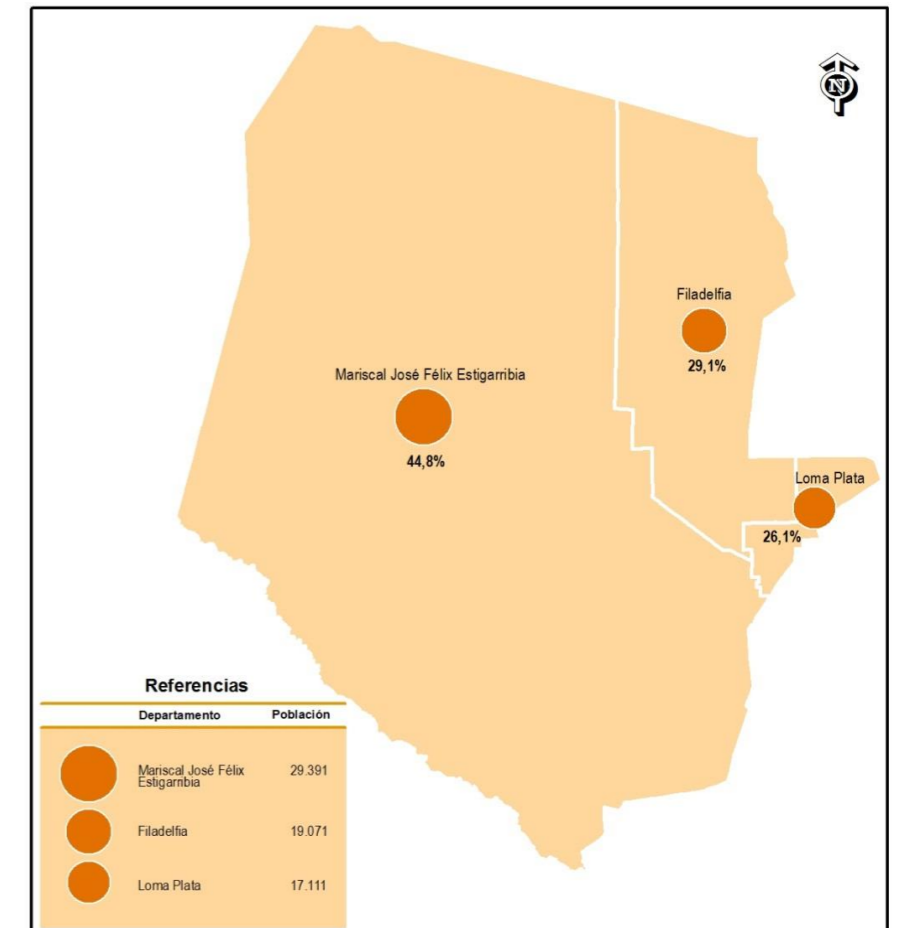 N
Filadelfia
29,1%
Mariscal José Félix Estigarribia
44,8%
Loma Plata
26,1%
Referencias
Departamento Población
Mariscal José Félix
Estigarribia 29.391
Filadelfia 19.071
Loma Plata 17.111